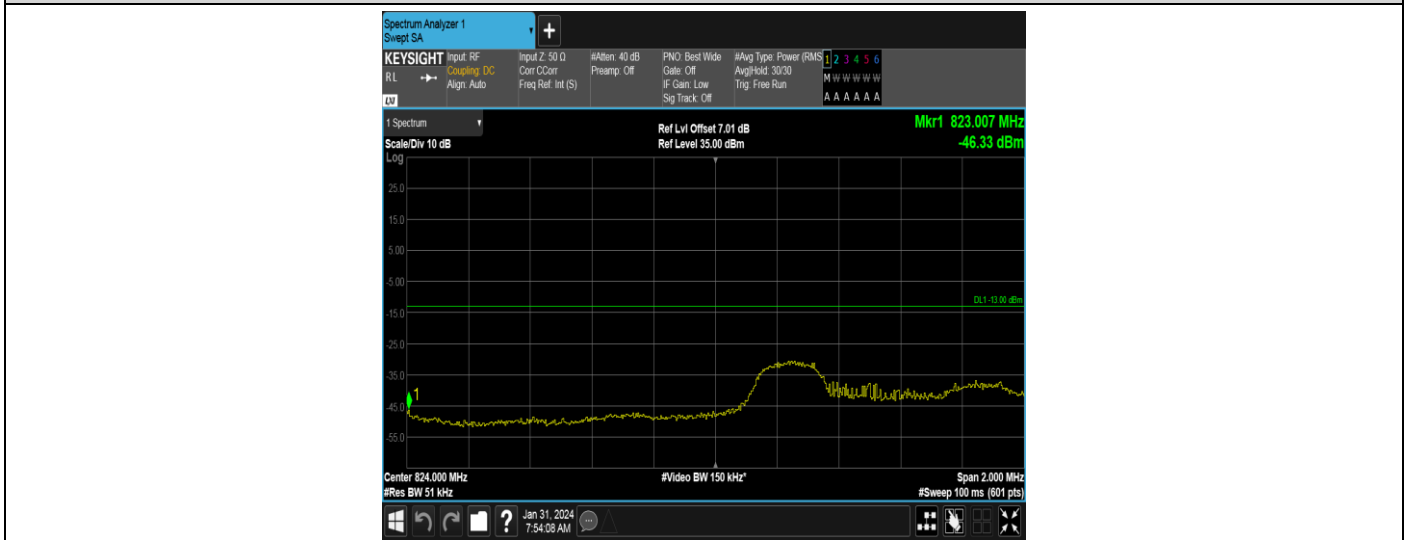 Spectrum Analyzer 1
Swept SA
+
KEYSIGHT
RL
LXI
Input: RF
Coupling: DC
Align: Auto
Input Z: 50 Ω
Corr CCorr
Freq Ref: Int (S)
#Atten: 40 dB
Preamp: Off
PNO: Best Wide
Gate: Off
IF Gain: Low
Sig Track: Off
#Avg Type: Power (RMS
Avg|Hold: 30/30
Trig: Free Run
1 2 3 4 5 6
M W W W W W
A A A A A A
1 Spectrum
Scale/Div 10 dB
Ref Lvl Offset 7.01 dB
Ref Level 35.00 dBm
Mkr1 823.007 MHz
-46.33 dBm
Log
25.0
15.0
5.00
-5.00
DL1 -13.00 dBm
-15.0
-25.0
-35.0
1
-45.0
-55.0
Center 824.000 MHz
#Video BW 150 kHz*
Span 2.000 MHz
#Res BW 51 kHz
#Sweep 100 ms (601 pts)
?
Jan 31, 2024
7:54:08 AM